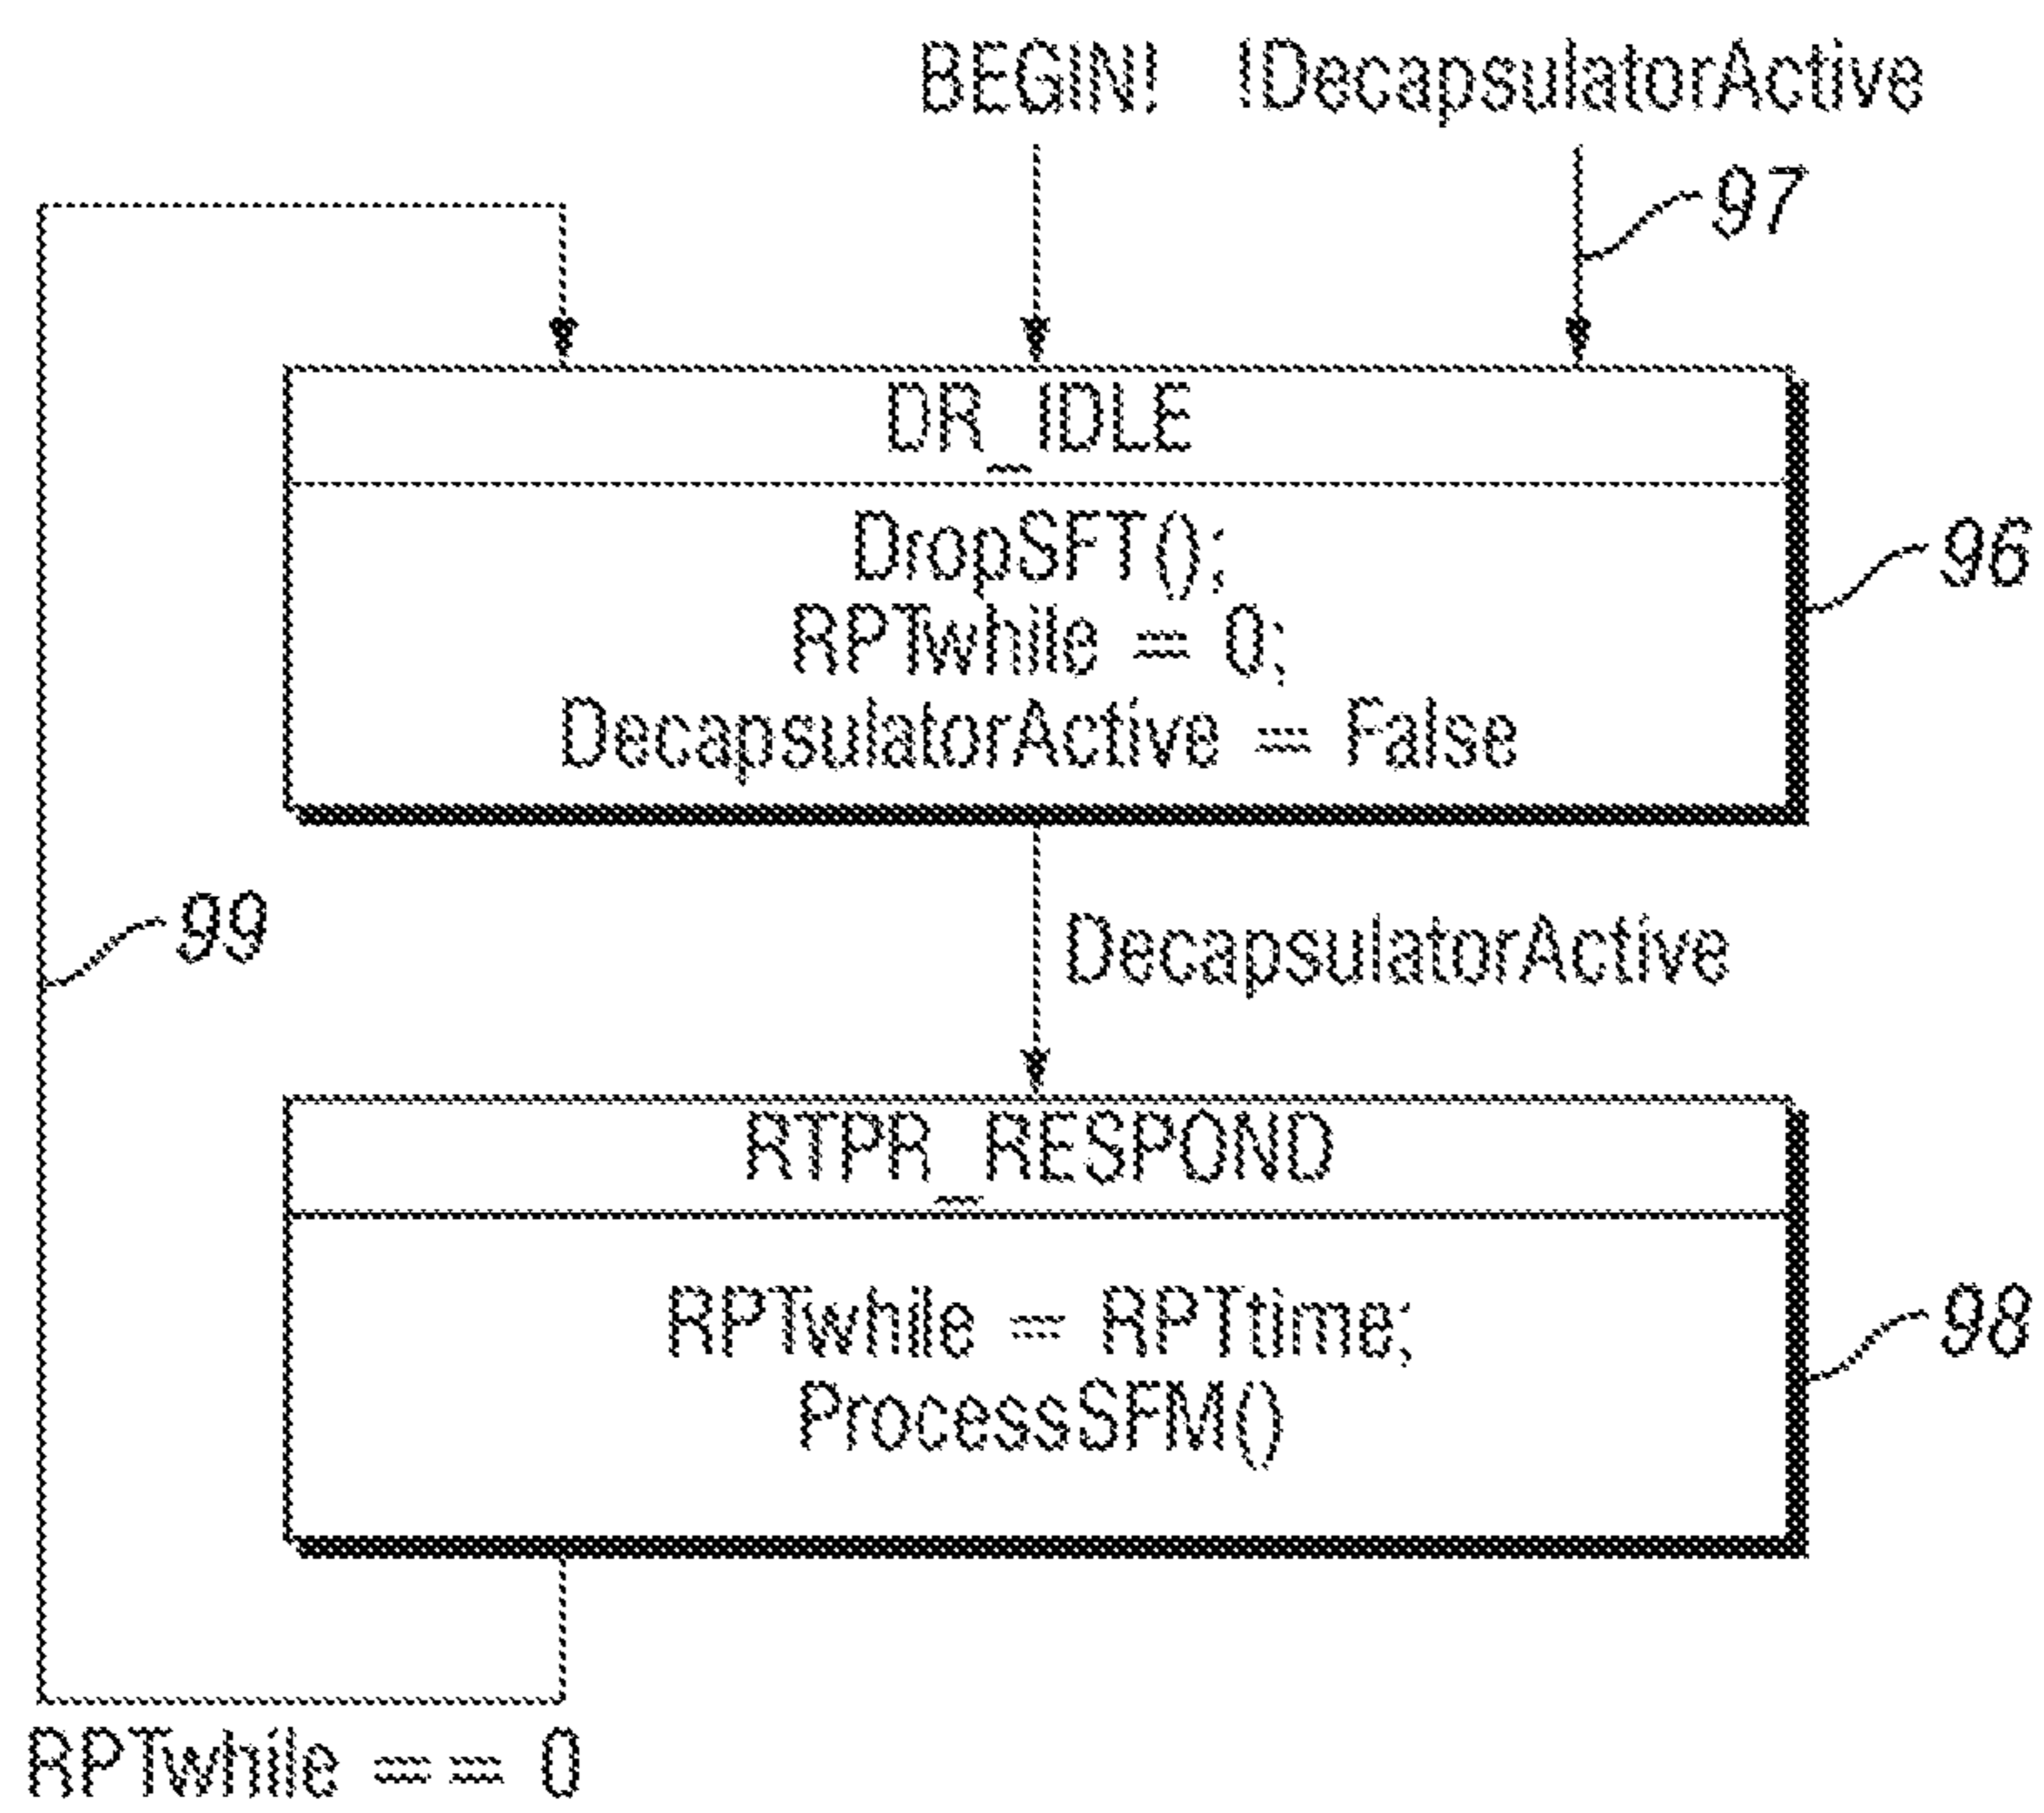 BEGIN! !DecapsulatorActive
97
DR_IDLE
DropSFT();
RPTwhile = 0;
DecapsulatorActive = False
96
99
DecapsulatorActive
RTPR_RESPOND
RPTwhile = RPTtime;
ProcessSFM()
98
RPTwhile == 0